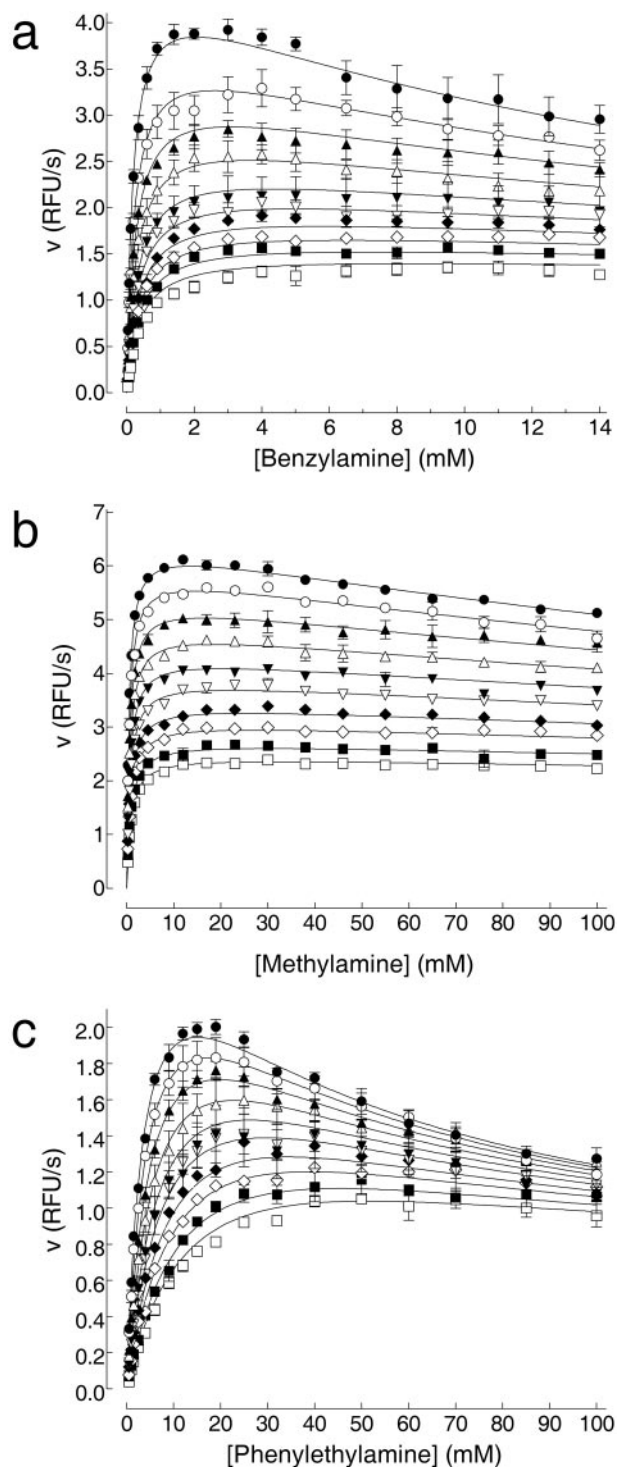 a
v (RFU/s)
4.0
3.5
3.0
2.5
2.0
1.5
1.0
0.5
0.0
0 2 4 6 8 10 12 14
[Benzylamine] (mM)
b
v (RFU/s)
7
6
5
4
3
2
1
0
0 10 20 30 40 50 60 70 80 90 100
[Methylamine] (mM)
c
v (RFU/s)
2.0
1.8
1.6
1.4
1.2
1.0
0.8
0.6
0.4
0.2
0.0
0 10 20 30 40 50 60 70 80 90 100
[Phenylethylamine] (mM)